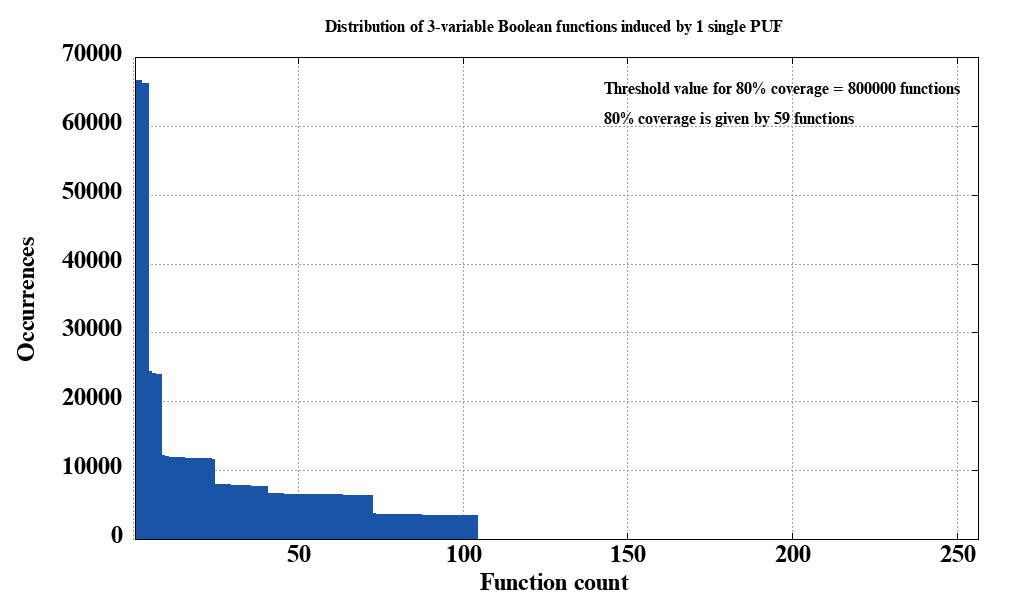 Distribution of 3-variable Boolean functions induced by 1 single PUF
70000
60000
50000
40000
30000
20000
10000
0
Occurrences
Threshold value for 80% coverage = 800000 functions
80% coverage is given by 59 functions
50 100 150 200 250
Function count